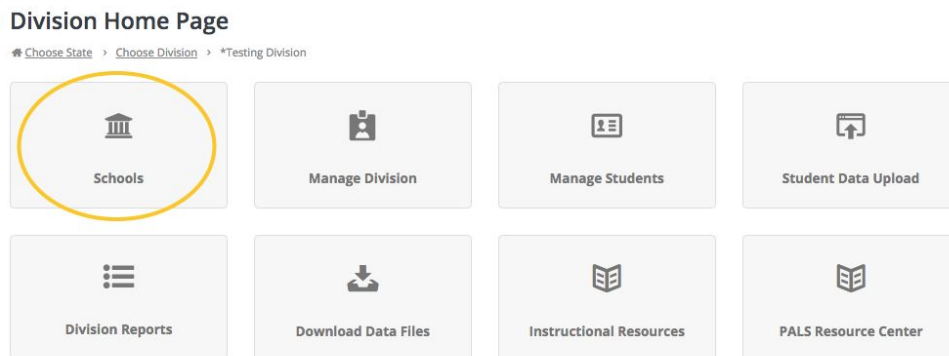 Division Home Page
Choose State > Choose Division > *Testing Division
Schools
Manage Division
Manage Students
Student Data Upload
Division Reports
Download Data Files
Instructional Resources
PALS Resource Center